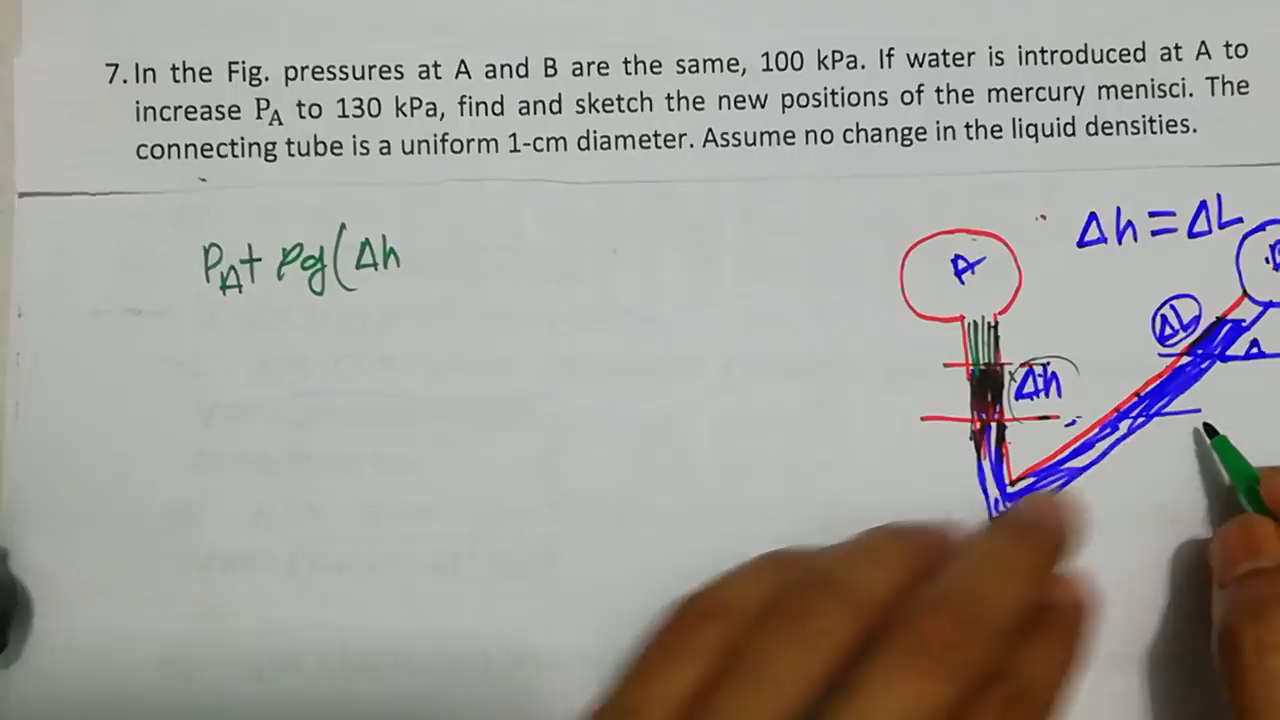 7. In the Fig. pressures at A and B are the same, 100 kPa. If water is introduced at A to
increase P_A to 130 kPa, find and sketch the new positions of the mercury menisci. The
connecting tube is a uniform 1-cm diameter. Assume no change in the liquid densities.
Δh = ΔL
P_A + ρg(Δh
A
ΔL
Δh